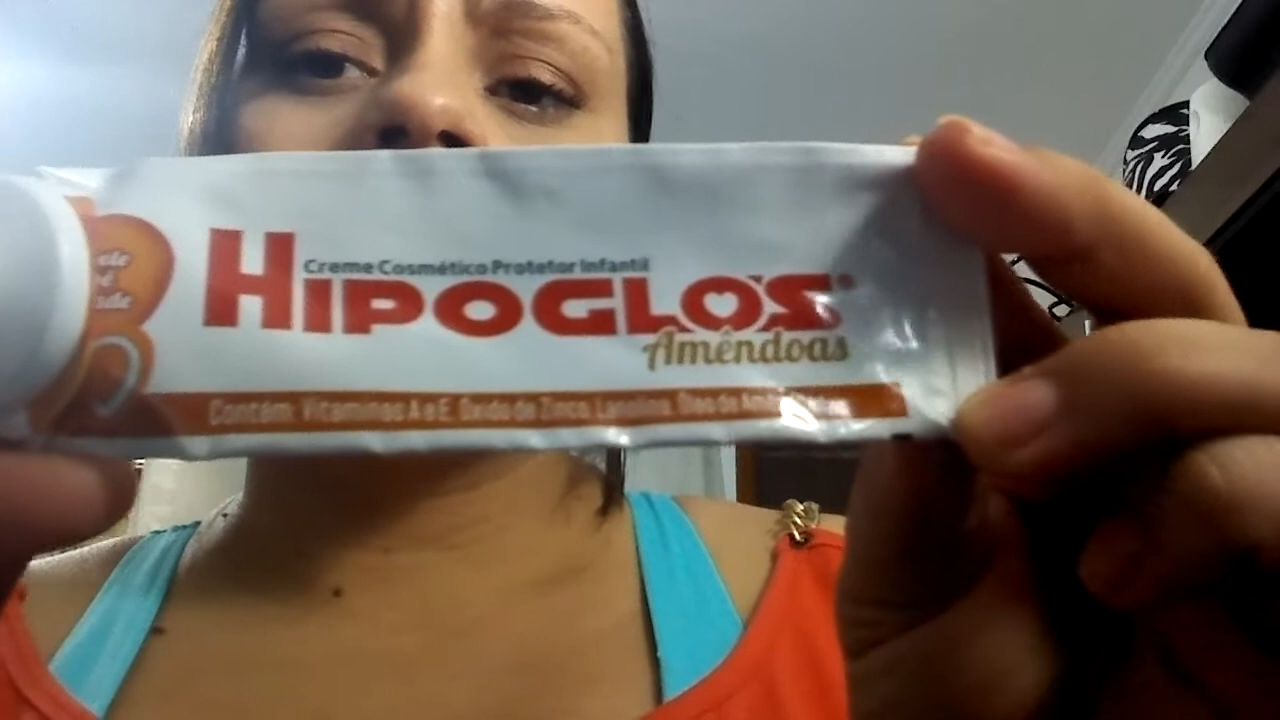 Creme Cosmético Protetor Infantil
HIPOGLÓS
Amêndoas
Contém: Vitaminas A e E, Óxido de Zinco, Lanolina, Óleo de